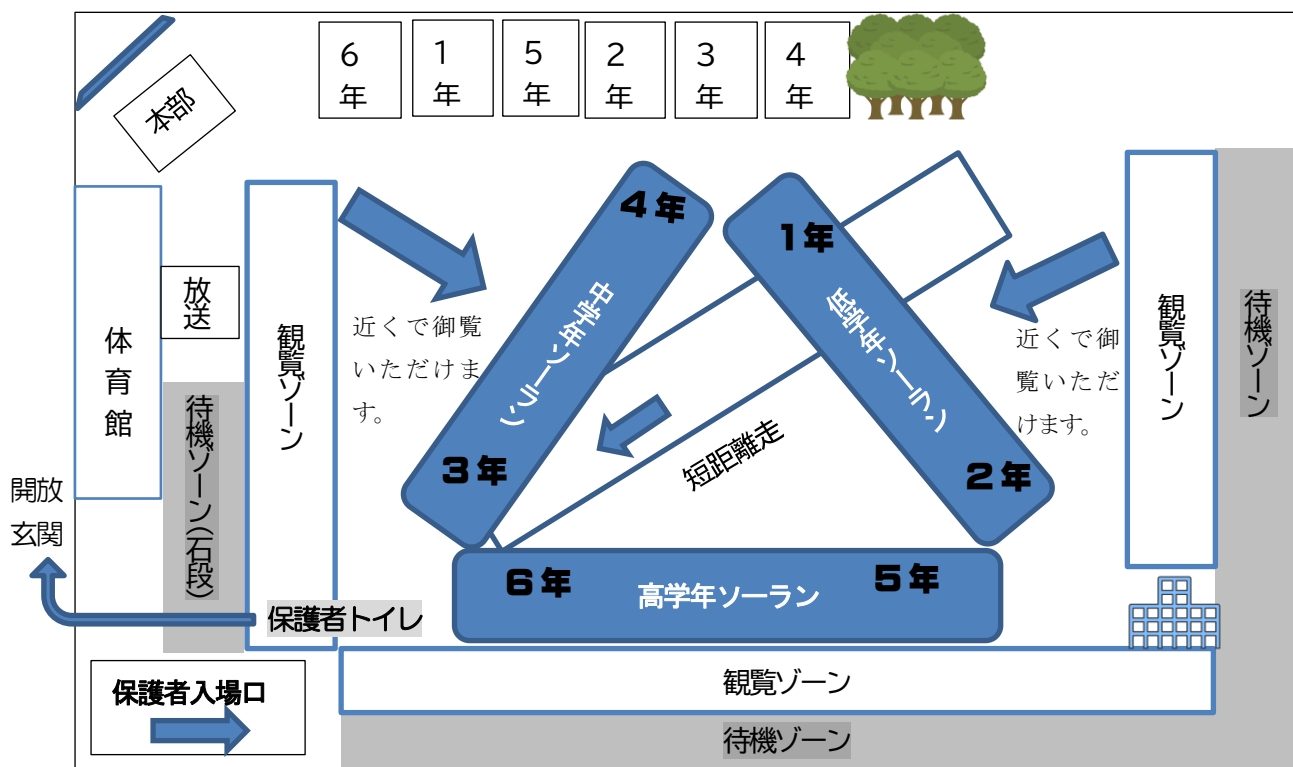 6
年
1
年
5
年
2
年
3
年
4
年
本部
4年
1年
放送
中学年ソーラン
低学年ソーラン
観覧ゾーン
近くで御覧
いただけま
す。
近くで御
覧いただ
けます。
観覧ゾーン
待機ゾーン
体育館
待機ゾーン(石段)
短距離走
3年
2年
開放
玄関
6年
高学年ソーラン
5年
保護者トイレ
保護者入場口
観覧ゾーン
待機ゾーン